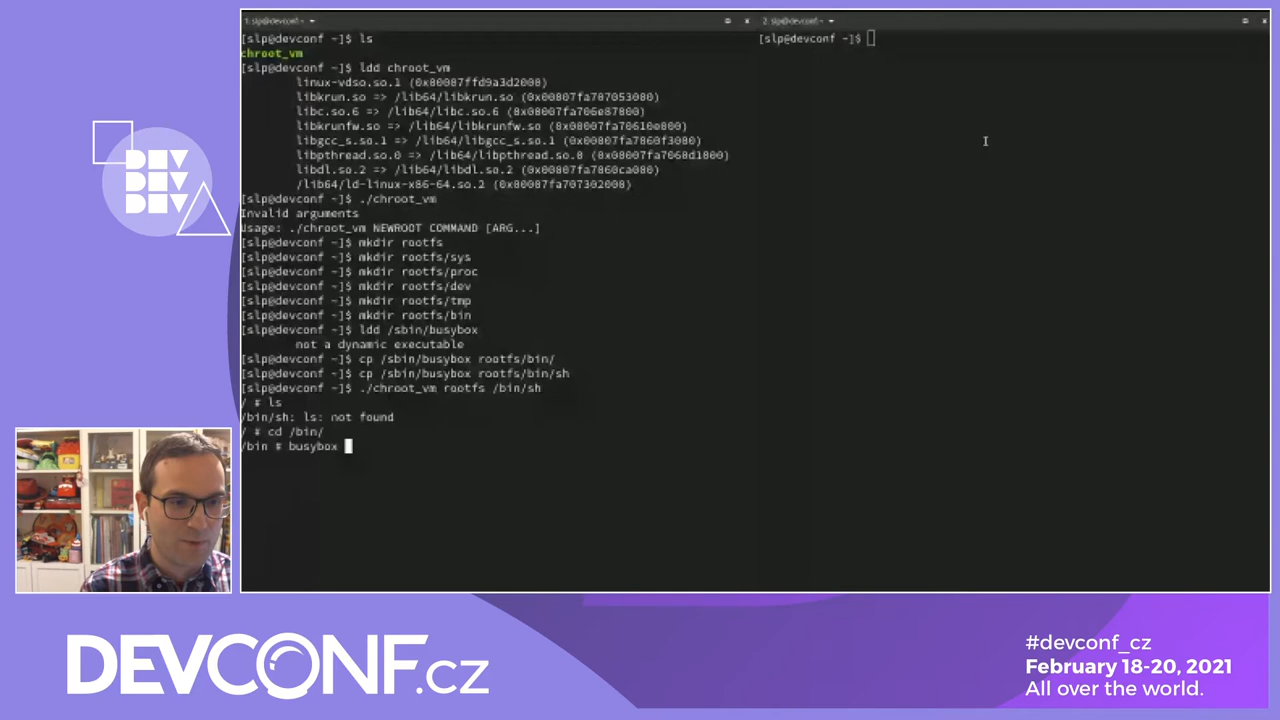 1: slp@devconf:~
2: slp@devconf:~
[slp@devconf ~]$ ls
chroot_vm
[slp@devconf ~]$ ldd chroot_vm
linux-vdso.so.1 (0x00007ffd9a3d2000)
libkrun.so => /lib64/libkrun.so (0x00007fa707053000)
libc.so.6 => /lib64/libc.so.6 (0x00007fa706e87000)
libkrunfw.so => /lib64/libkrunfw.so (0x00007fa70610e000)
libgcc_s.so.1 => /lib64/libgcc_s.so.1 (0x00007fa7060f3000)
libpthread.so.0 => /lib64/libpthread.so.0 (0x00007fa7060d1000)
libdl.so.2 => /lib64/libdl.so.2 (0x00007fa7060ca000)
/lib64/ld-linux-x86-64.so.2 (0x00007fa707302000)
[slp@devconf ~]$ ./chroot_vm
Invalid arguments
Usage: ./chroot_vm NEWROOT COMMAND [ARG...]
[slp@devconf ~]$ mkdir rootfs
[slp@devconf ~]$ mkdir rootfs/sys
[slp@devconf ~]$ mkdir rootfs/proc
[slp@devconf ~]$ mkdir rootfs/dev
[slp@devconf ~]$ mkdir rootfs/tmp
[slp@devconf ~]$ mkdir rootfs/bin
[slp@devconf ~]$ ldd /sbin/busybox
not a dynamic executable
[slp@devconf ~]$ cp /sbin/busybox rootfs/bin/
[slp@devconf ~]$ cp /sbin/busybox rootfs/bin/sh
[slp@devconf ~]$ ./chroot_vm rootfs /bin/sh
/ # ls
/bin/sh: ls: not found
/ # cd /bin/
/bin # busybox
[slp@devconf ~]$
DEV
DEV
DEV
DEVCONF.cz
#devconf_cz
February 18-20, 2021
All over the world.